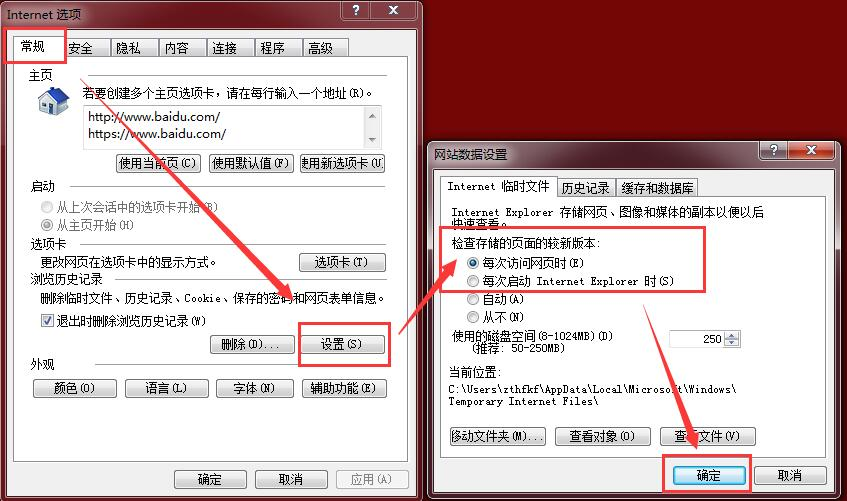 Internet 选项
常规
安全
隐私
内容
连接
程序
高级
主页
若要创建多个主页选项卡，请在每行输入一个地址(R)。
http://www.baidu.com/
https://www.baidu.com/
使用当前页(C)
使用默认值(F)
使用新选项卡(U)
启动
从上次会话中的选项卡开始(B)
从主页开始(H)
选项卡
更改网页在选项卡中的显示方式。
选项卡(T)
浏览历史记录
删除临时文件、历史记录、Cookie、保存的密码和网页表单信息。
退出时删除浏览历史记录(W)
删除(D)...
设置(S)
外观
颜色(O)
语言(L)
字体(N)
辅助功能(E)
确定
取消
应用(A)
网站数据设置
Internet 临时文件
历史记录
缓存和数据库
Internet Explorer 存储网页、图像和媒体的副本以便以后
快速查看。
检查存储的页面的较新版本:
每次访问网页时(E)
每次启动 Internet Explorer 时(S)
自动(A)
从不(N)
使用的磁盘空间(8-1024MB)(D)
(推荐: 50-250MB)
250
当前位置:
C:\Users\zthfkf\AppData\Local\Microsoft\Windows\
Temporary Internet Files\
移动文件夹(M)...
查看对象(O)
查看文件(V)
确定
取消